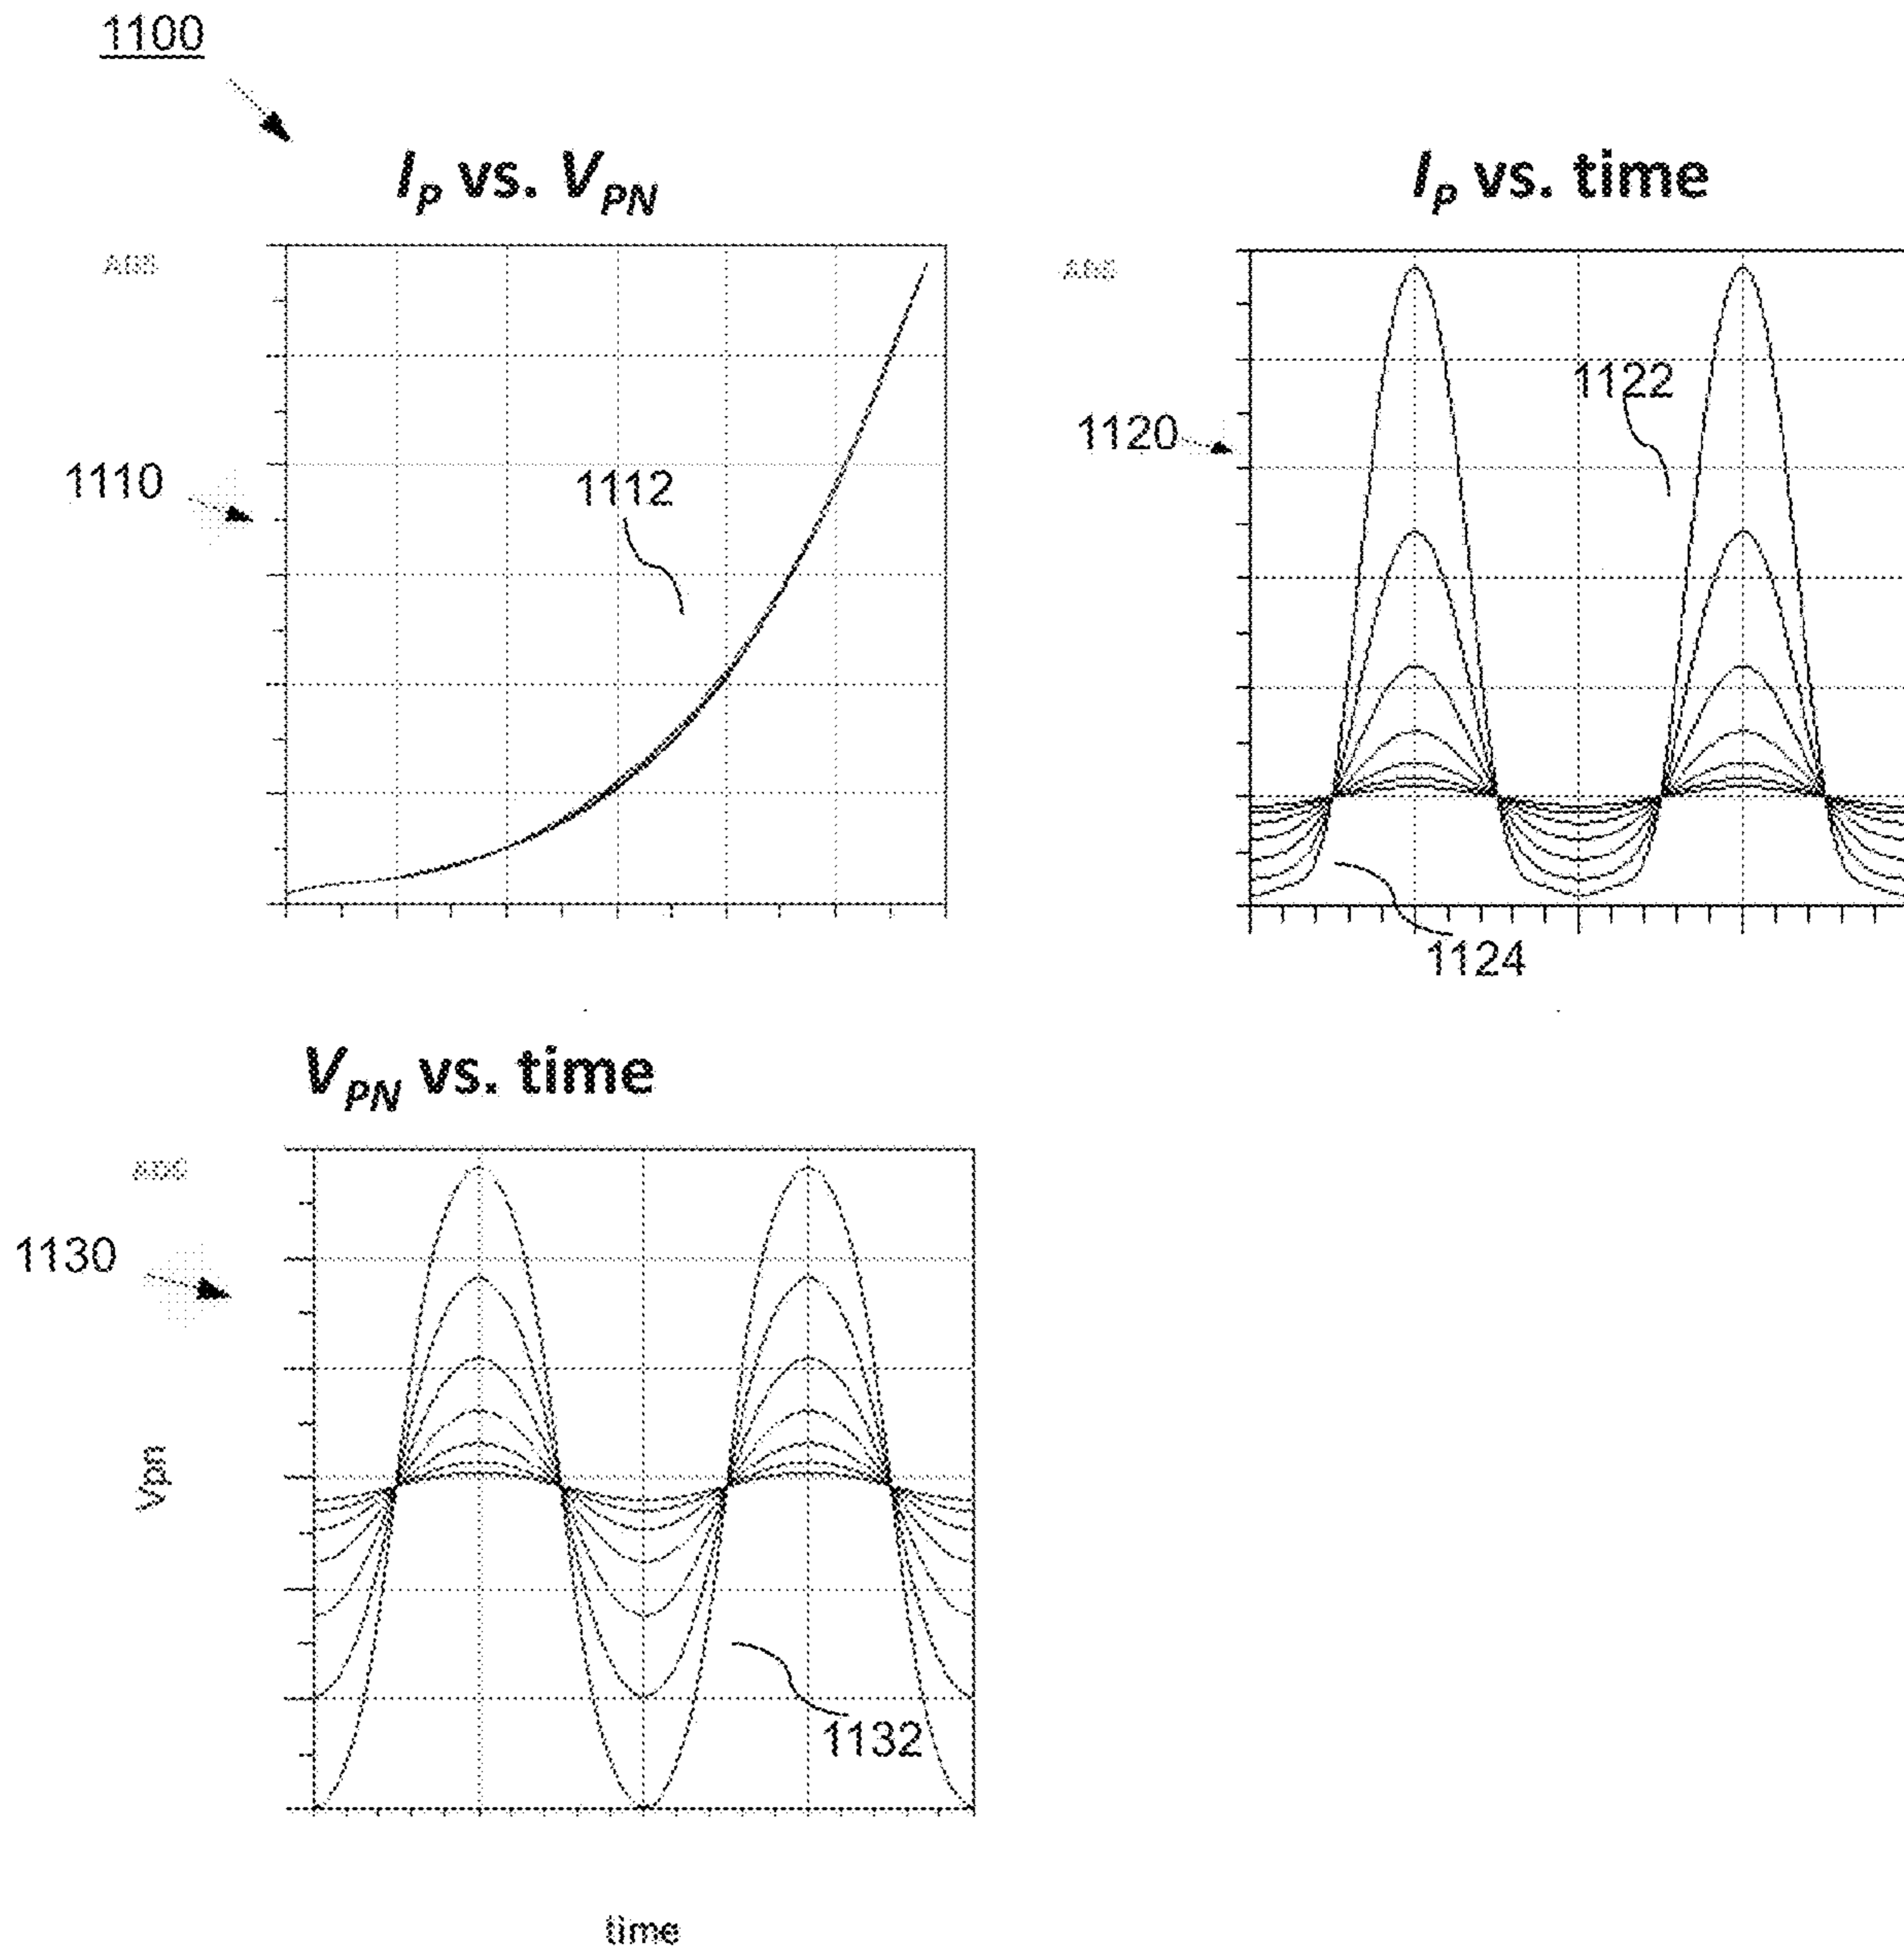 1100
I_P vs. V_PN
I_P vs. time
1110
1112
1120
1122
1124
V_PN vs. time
1130
Vpn
1132
time